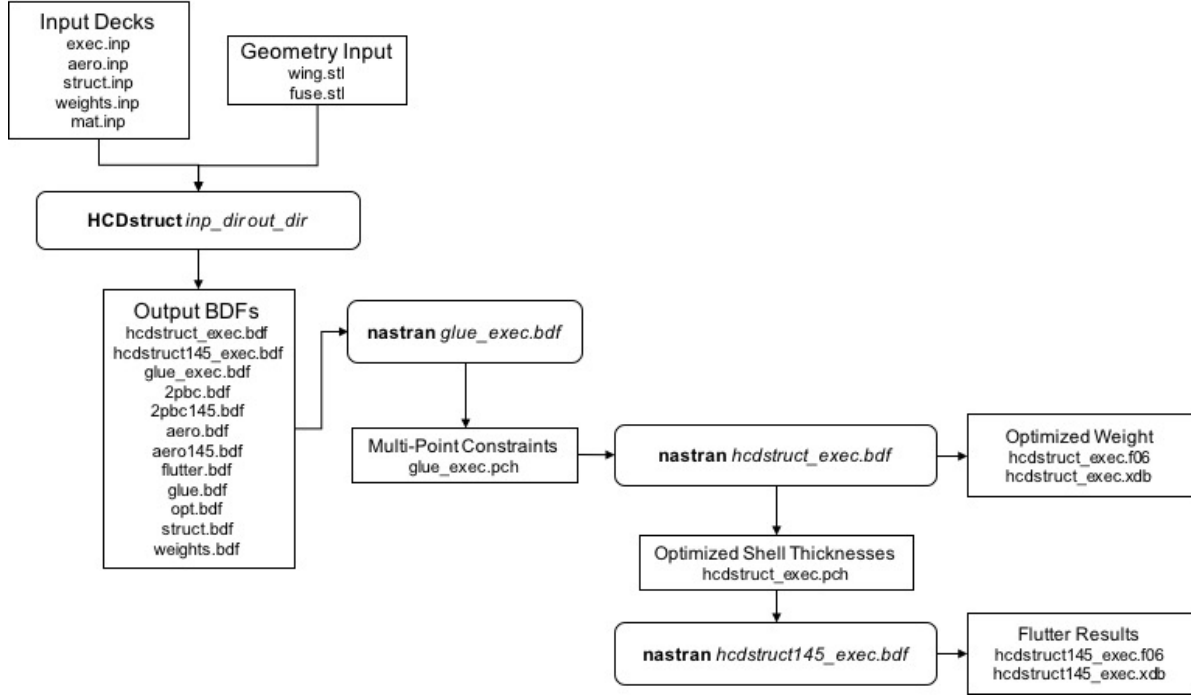 Input Decks
exec.inp
aero.inp
struct.inp
weights.inp
mat.inp
Geometry Input
wing.stl
fuse.stl
HCDstruct inp_dir out_dir
Output BDFs
hcdstruct_exec.bdf
hcdstruct145_exec.bdf
glue_exec.bdf
2pbc.bdf
2pbc145.bdf
aero.bdf
aero145.bdf
flutter.bdf
glue.bdf
opt.bdf
struct.bdf
weights.bdf
nastran glue_exec.bdf
Multi-Point Constraints
glue_exec.pch
nastran hcdstruct_exec.bdf
Optimized Weight
hcdstruct_exec.f06
hcdstruct_exec.xdb
Optimized Shell Thicknesses
hcdstruct_exec.pch
nastran hcdstruct145_exec.bdf
Flutter Results
hcdstruct145_exec.f06
hcdstruct145_exec.xdb